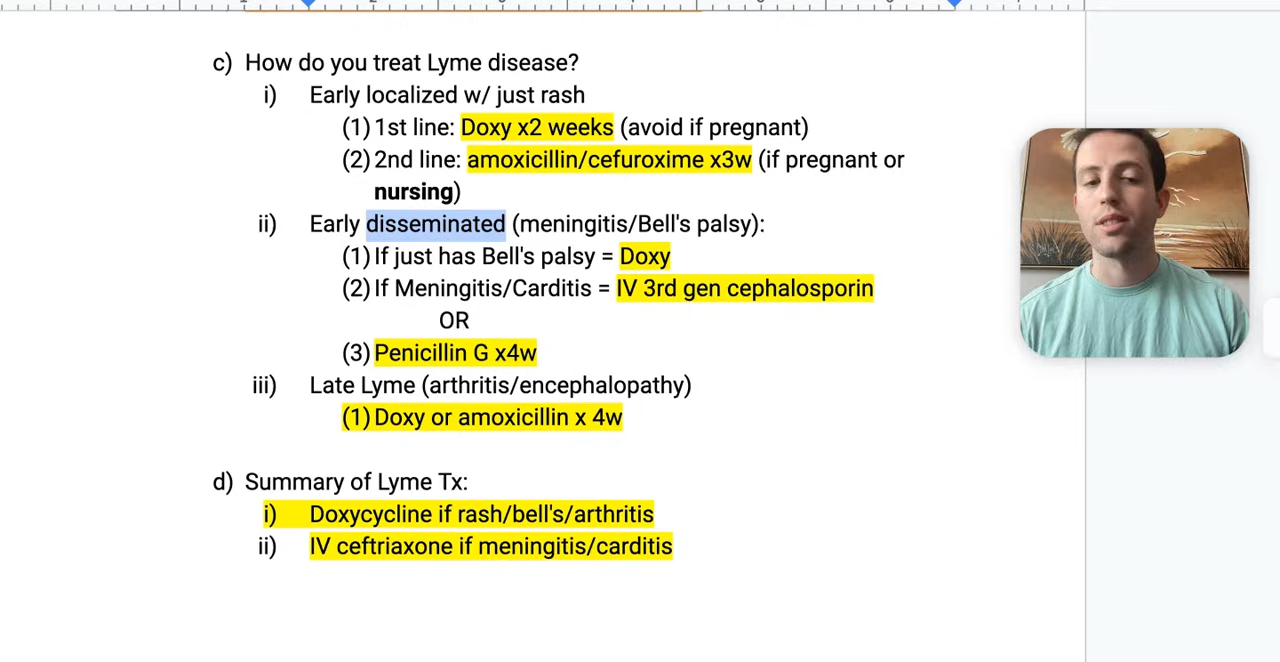 c) How do you treat Lyme disease?
i) Early localized w/ just rash
(1) 1st line: Doxy x2 weeks (avoid if pregnant)
(2) 2nd line: amoxicillin/cefuroxime x3w (if pregnant or
nursing)
ii) Early disseminated (meningitis/Bell's palsy):
(1) If just has Bell's palsy = Doxy
(2) If Meningitis/Carditis = IV 3rd gen cephalosporin
OR
(3) Penicillin G x4w
iii) Late Lyme (arthritis/encephalopathy)
(1) Doxy or amoxicillin x 4w
d) Summary of Lyme Tx:
i) Doxycycline if rash/bell's/arthritis
ii) IV ceftriaxone if meningitis/carditis